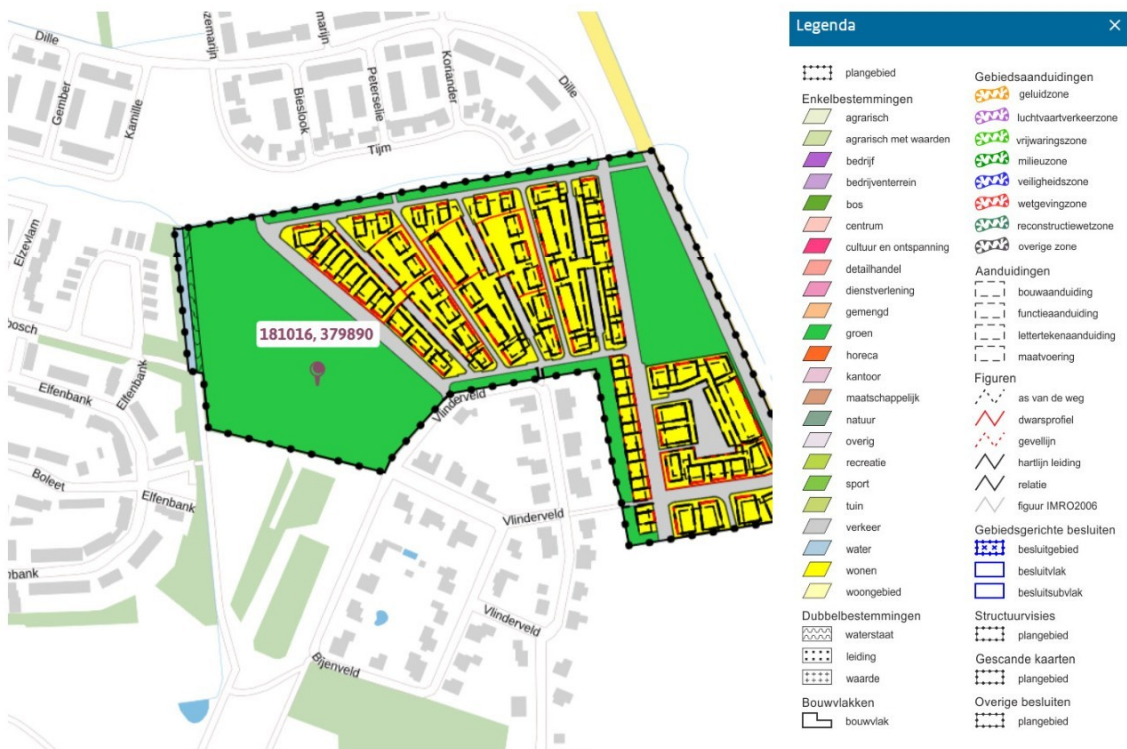 Dille
zemarijn
marijn
Gember
Kamille
Bieslook
Peterselie
Koriander
Dille
Tijm
Elzevlam
bosch
181016, 379890
Elfenbank
Elfenbank
Vlinderveld
Boleet
Elfenbank
Vlinderveld
nbank
Vlinderveld
Bijenveld
Legenda
plangebied
Enkelbestemmingen
agrarisch
agrarisch met waarden
bedrijf
bedrijventerrein
bos
centrum
cultuur en ontspanning
detailhandel
dienstverlening
gemengd
groen
horeca
kantoor
maatschappelijk
natuur
overig
recreatie
sport
tuin
verkeer
water
wonen
woongebied
Dubbelbestemmingen
waterstaat
leiding
waarde
Bouwvlakken
bouwvlak
Gebiedsaanduidingen
geluidzone
luchtvaartverkeerzone
vrijwaringszone
milieuzone
veiligheidszone
wetgevingzone
reconstructiewetzone
overige zone
Aanduidingen
bouwaanduiding
functieaanduiding
lettertekenaanduiding
maatvoering
Figuren
as van de weg
dwarsprofiel
gevellijn
hartlijn leiding
relatie
figuur IMRO2006
Gebiedsgerichte besluiten
besluitgebied
besluitvlak
besluitsubvlak
Structuurvisies
plangebied
Gescande kaarten
plangebied
Overige besluiten
plangebied